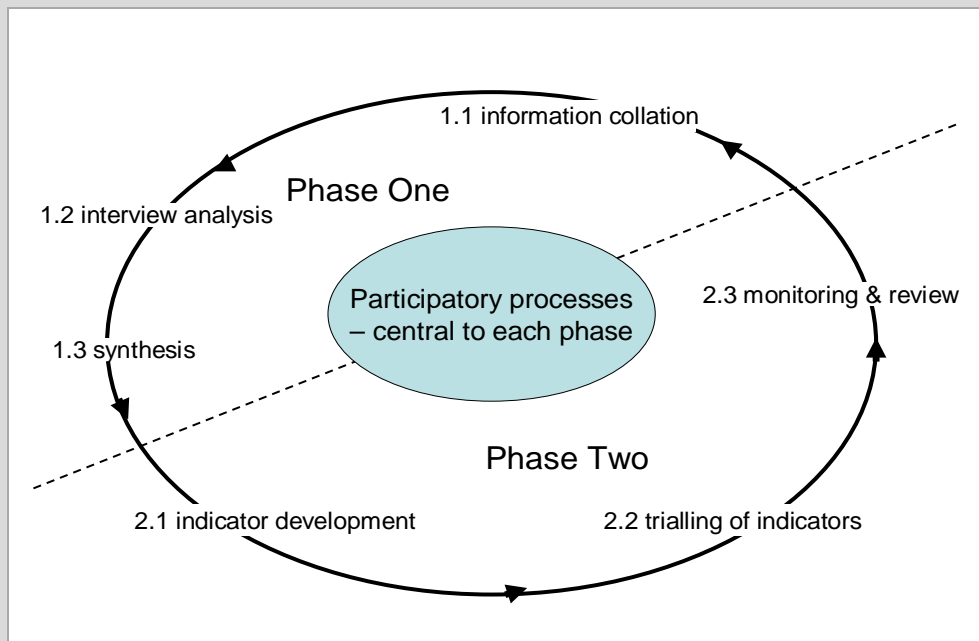 1.1 information collation
Phase One
1.2 interview analysis
Participatory processes
– central to each phase
2.3 monitoring & review
1.3 synthesis
Phase Two
2.1 indicator development
2.2 trialling of indicators